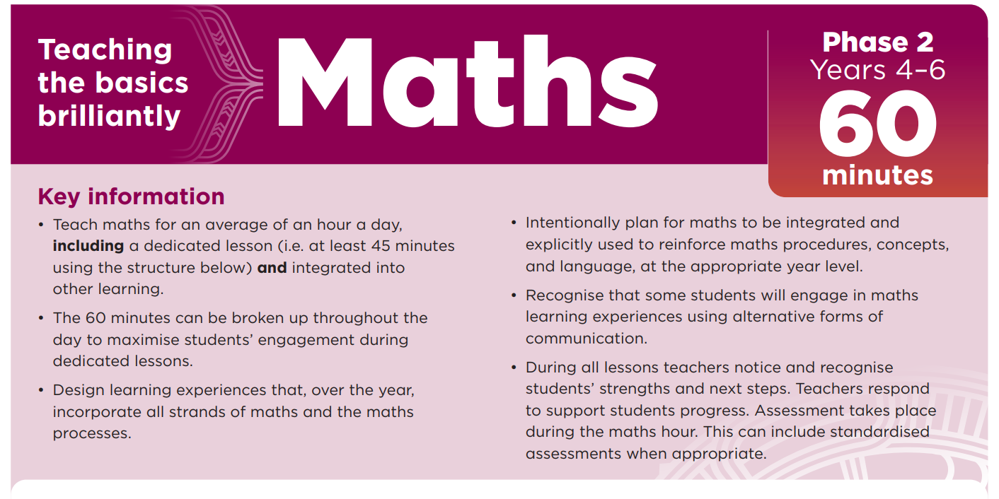 Teaching
the basics
brilliantly
Maths
Phase 2
Years 4–6
60
minutes
Key information
• Teach maths for an average of an hour a day,
including a dedicated lesson (i.e. at least 45 minutes
using the structure below) and integrated into
other learning.
• The 60 minutes can be broken up throughout the
day to maximise students’ engagement during
dedicated lessons.
• Design learning experiences that, over the year,
incorporate all strands of maths and the maths
processes.
• Intentionally plan for maths to be integrated and
explicitly used to reinforce maths procedures, concepts,
and language, at the appropriate year level.
• Recognise that some students will engage in maths
learning experiences using alternative forms of
communication.
• During all lessons teachers notice and recognise
students’ strengths and next steps. Teachers respond
to support students progress. Assessment takes place
during the maths hour. This can include standardised
assessments when appropriate.